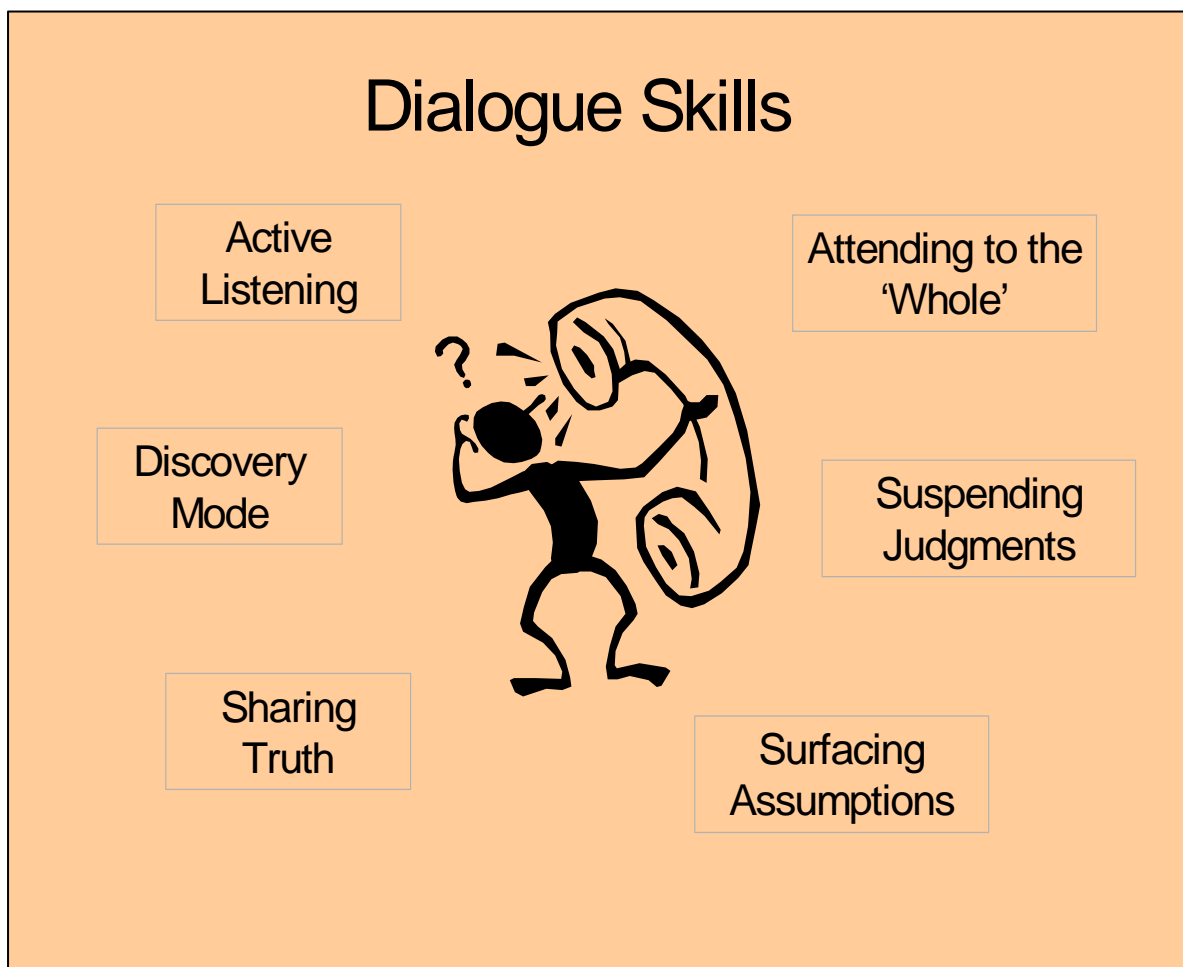 Dialogue Skills
Active
Listening
Attending to the
‘Whole’
?
Discovery
Mode
Suspending
Judgments
Sharing
Truth
Surfacing
Assumptions